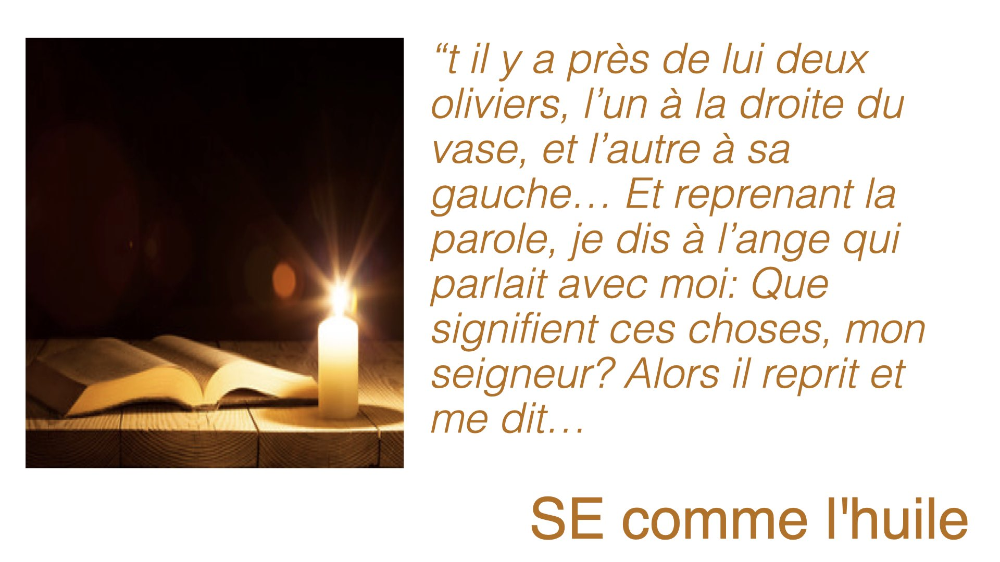 “t il y a près de lui deux
oliviers, l’un à la droite du
vase, et l’autre à sa
gauche… Et reprenant la
parole, je dis à l’ange qui
parlait avec moi: Que
signifient ces choses, mon
seigneur? Alors il reprit et
me dit…
SE comme l'huile